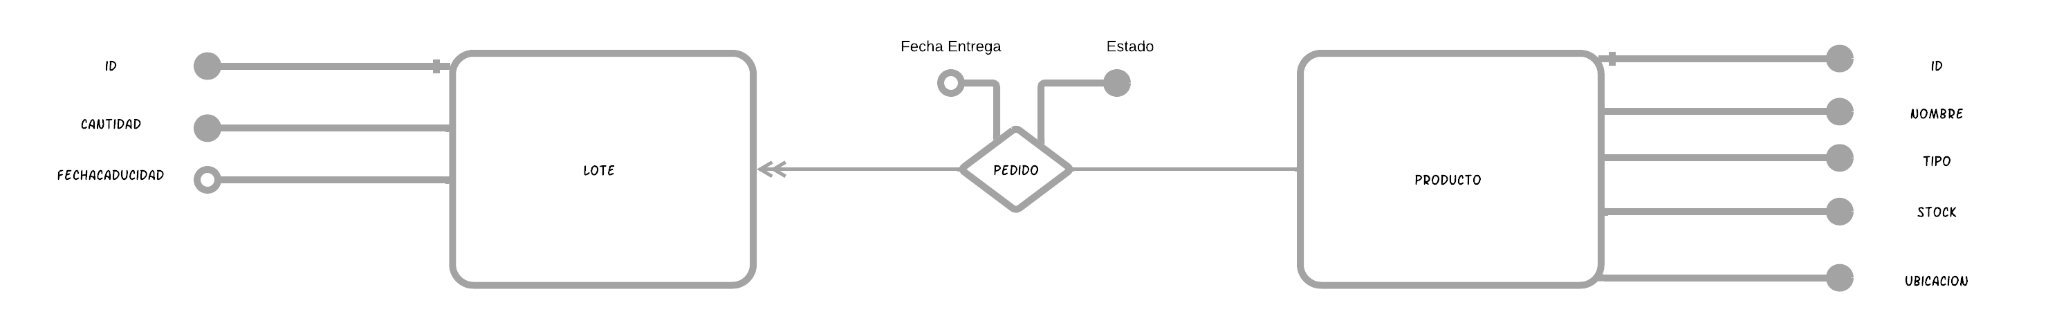 ID
CANTIDAD
FECHACADUCIDAD
LOTE
Fecha Entrega
Estado
PEDIDO
PRODUCTO
ID
NOMBRE
TIPO
STOCK
UBICACION